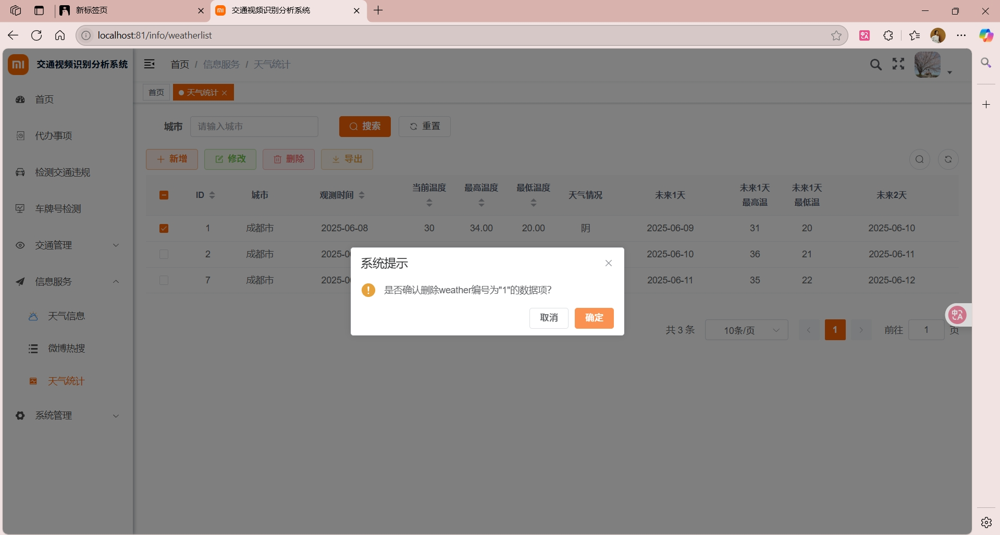 新标签页
交通视频识别分析系统
localhost:81/info/weatherlist
mi 交通视频识别分析系统
首页 / 信息服务 / 天气统计
首页
天气统计
首页
代办事项
检测交通违规
车牌号检测
交通管理
信息服务
天气信息
微博热搜
天气统计
系统管理
城市 请输入城市 搜索 重置
新增 修改 删除 导出
ID 城市 观测时间 当前温度 最高温度 最低温度 天气情况 未来1天 未来1天最高温 未来1天最低温 未来2天
1 成都市 2025-06-08 30 34.00 20.00 阴 2025-06-09 31 20 2025-06-10
2 成都市 2025-0 2025-06-10 36 21 2025-06-11
7 成都市 2025-0 2025-06-11 35 22 2025-06-12
系统提示
是否确认删除weather编号为"1"的数据项?
取消 确定
共 3 条 10条/页 1 前往 1 页